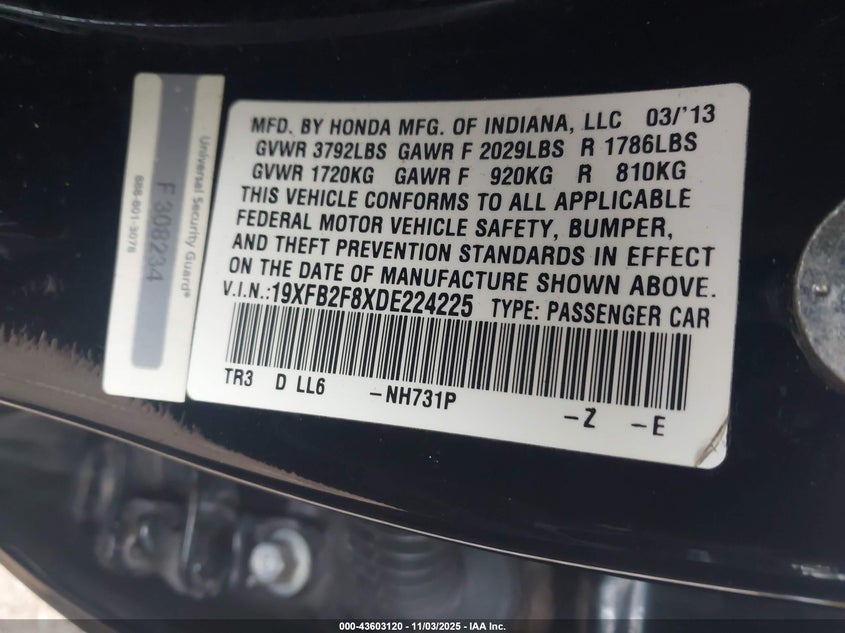 MFD. BY HONDA MFG. OF INDIANA, LLC 03/'13
GVWR 3792LBS GAWR F 2029LBS R 1786LBS
GVWR 1720KG GAWR F 920KG R 810KG
THIS VEHICLE CONFORMS TO ALL APPLICABLE
FEDERAL MOTOR VEHICLE SAFETY, BUMPER,
AND THEFT PREVENTION STANDARDS IN EFFECT
ON THE DATE OF MANUFACTURE SHOWN ABOVE.
V.I.N.:19XFB2F8XDE224225 TYPE: PASSENGER CAR
TR3 D LL6 -NH731P -Z -E
Universal Security Guard®
F 308234
888-801-3078
000-43603120 - 11/03/2025 - IAA Inc.